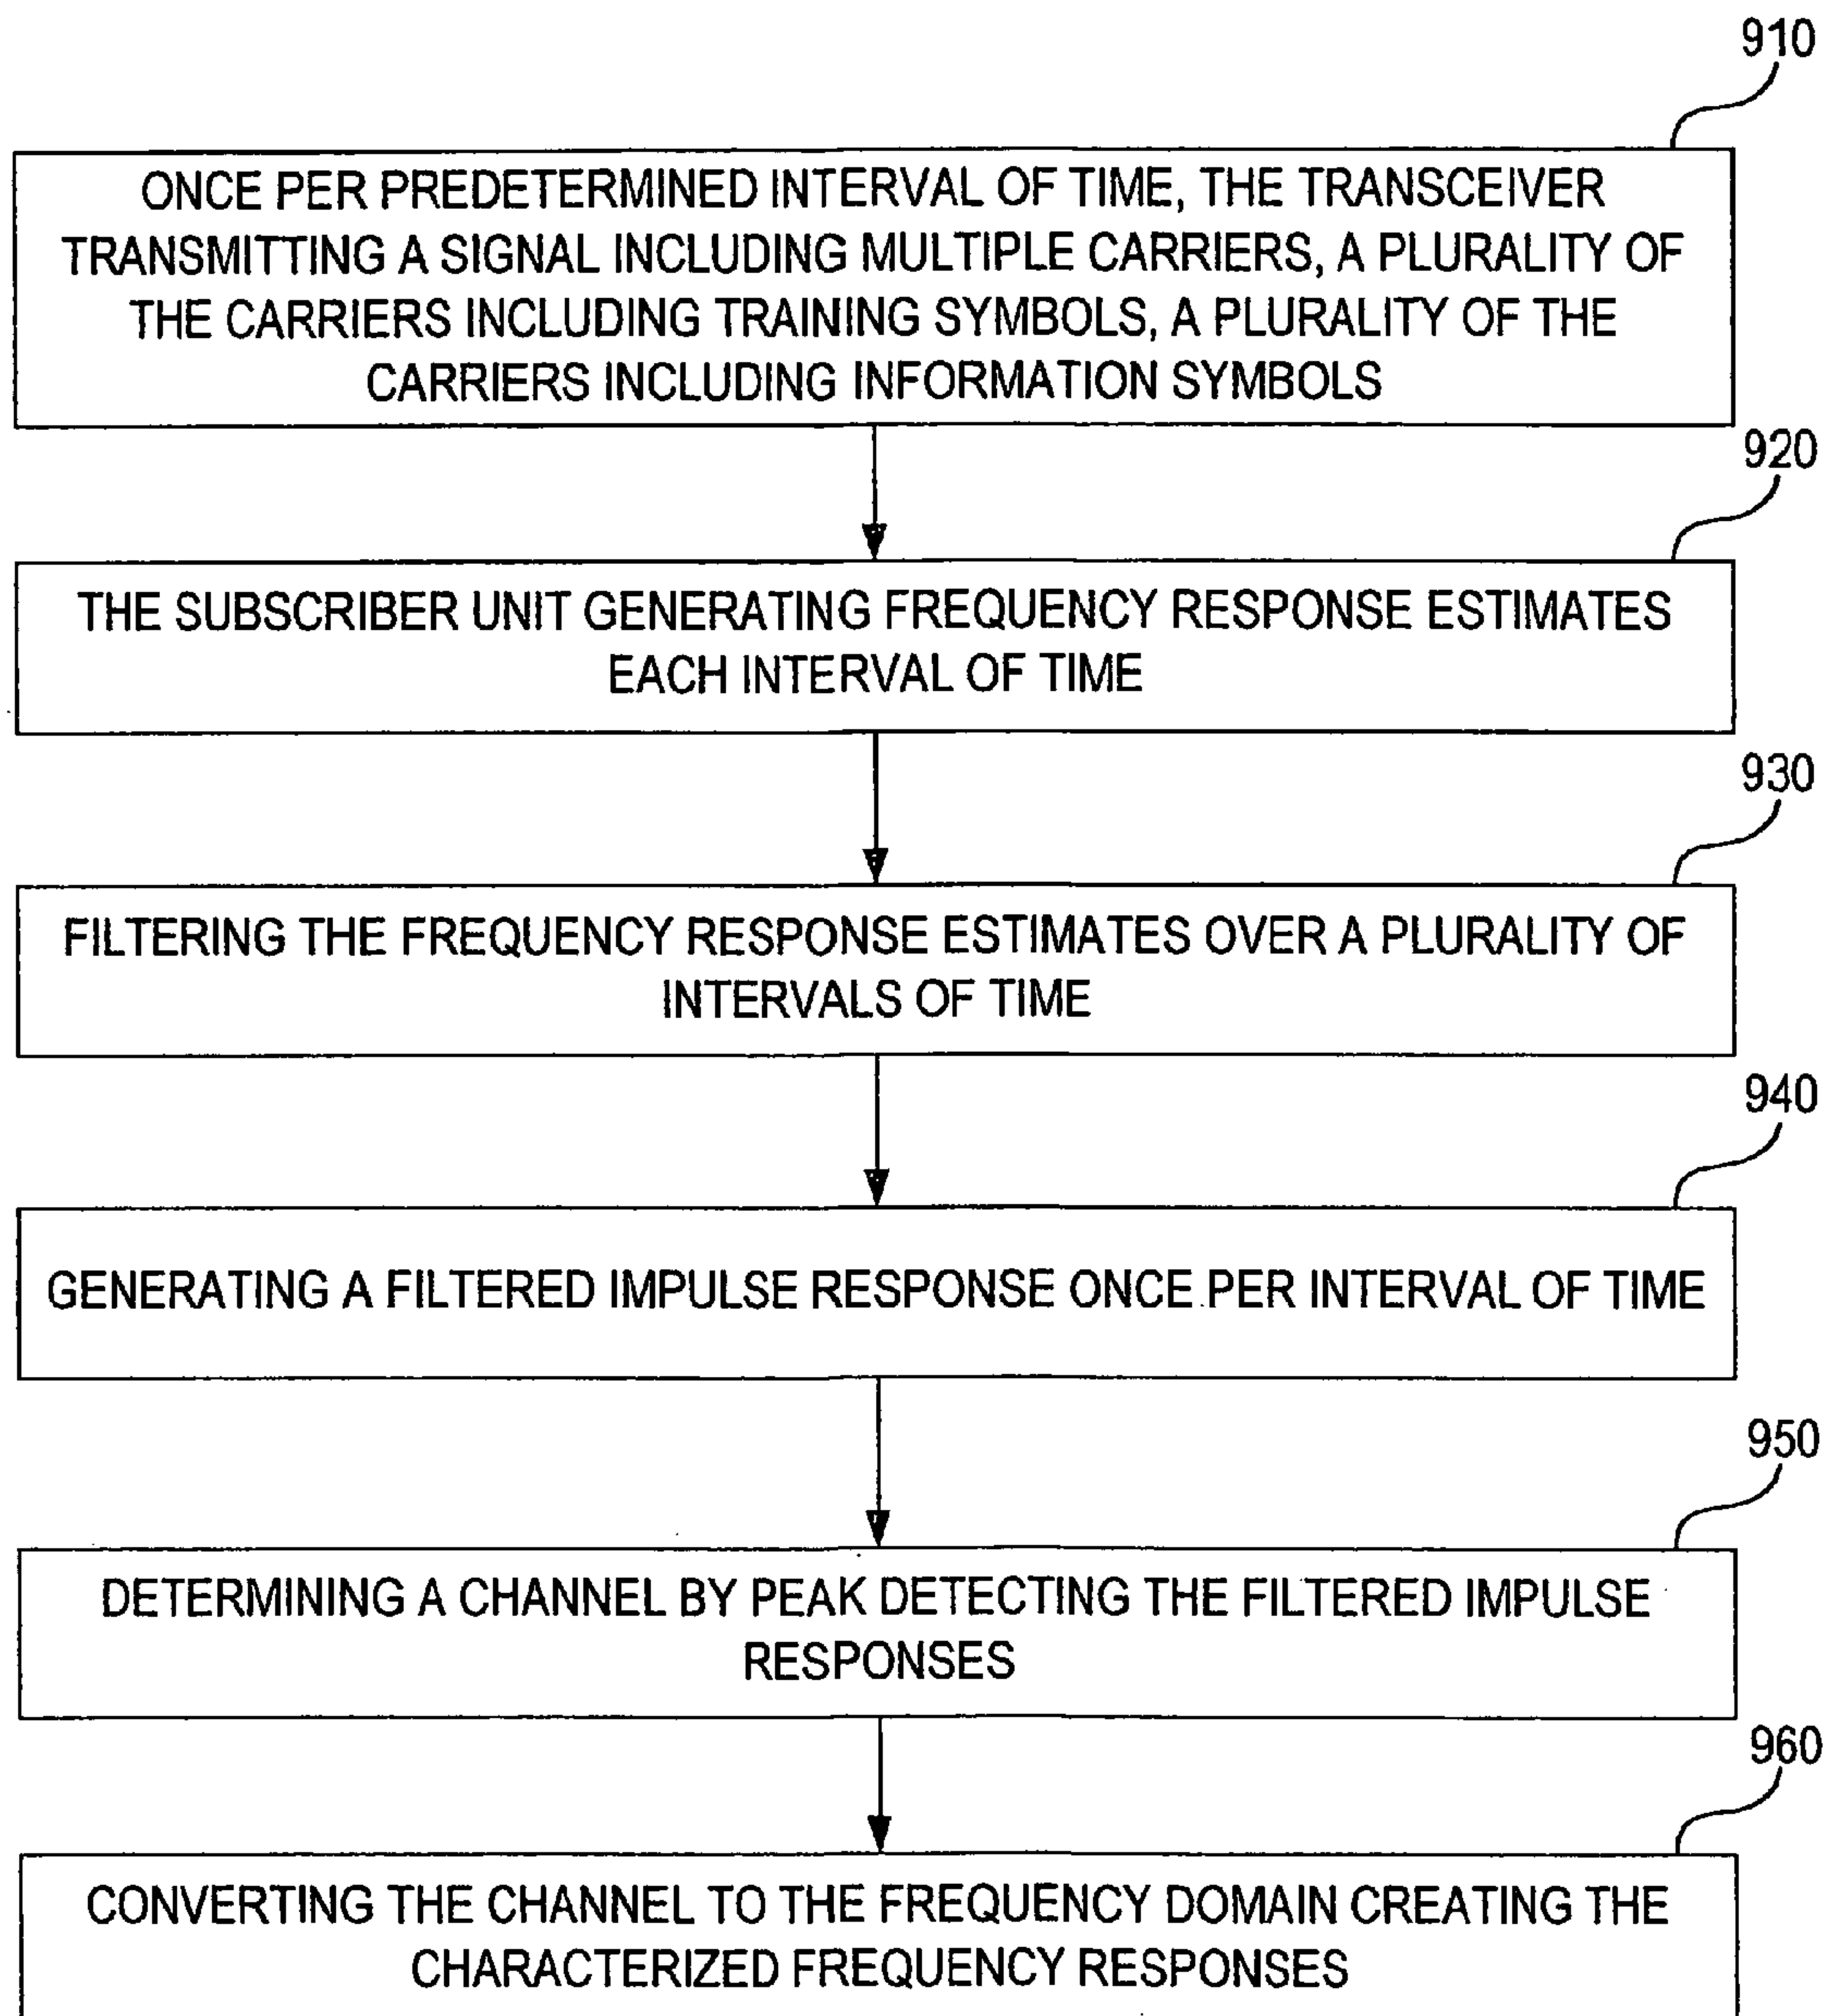 910
ONCE PER PREDETERMINED INTERVAL OF TIME, THE TRANSCEIVER
TRANSMITTING A SIGNAL INCLUDING MULTIPLE CARRIERS, A PLURALITY OF
THE CARRIERS INCLUDING TRAINING SYMBOLS, A PLURALITY OF THE
CARRIERS INCLUDING INFORMATION SYMBOLS
920
THE SUBSCRIBER UNIT GENERATING FREQUENCY RESPONSE ESTIMATES
EACH INTERVAL OF TIME
930
FILTERING THE FREQUENCY RESPONSE ESTIMATES OVER A PLURALITY OF
INTERVALS OF TIME
940
GENERATING A FILTERED IMPULSE RESPONSE ONCE PER INTERVAL OF TIME
950
DETERMINING A CHANNEL BY PEAK DETECTING THE FILTERED IMPULSE
RESPONSES
960
CONVERTING THE CHANNEL TO THE FREQUENCY DOMAIN CREATING THE
CHARACTERIZED FREQUENCY RESPONSES